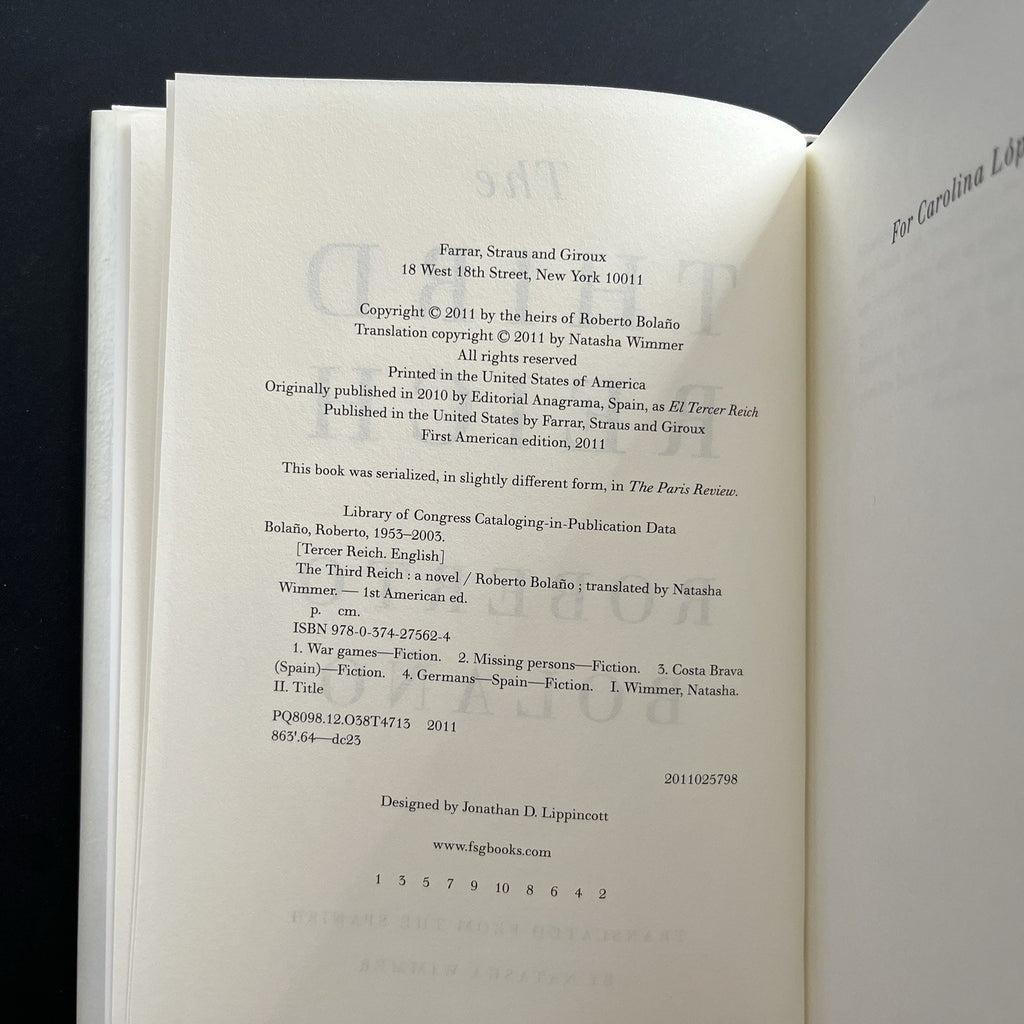 Farrar, Straus and Giroux
18 West 18th Street, New York 10011
Copyright © 2011 by the heirs of Roberto Bolaño
Translation copyright © 2011 by Natasha Wimmer
All rights reserved
Printed in the United States of America
Originally published in 2010 by Editorial Anagrama, Spain, as El Tercer Reich
Published in the United States by Farrar, Straus and Giroux
First American edition, 2011
This book was serialized, in slightly different form, in The Paris Review.
Library of Congress Cataloging-in-Publication Data
Bolaño, Roberto, 1953–2003.
[Tercer Reich. English]
The Third Reich : a novel / Roberto Bolaño ; translated by Natasha
Wimmer. — 1st American ed.
p. cm.
ISBN 978-0-374-27562-4
1. War games—Fiction. 2. Missing persons—Fiction. 3. Costa Brava
(Spain)—Fiction. 4. Germans—Spain—Fiction. I. Wimmer, Natasha.
II. Title
PQ8098.12.O38T4713 2011
863'.64—dc23
2011025798
Designed by Jonathan D. Lippincott
www.fsgbooks.com
1 3 5 7 9 10 8 6 4 2
For Carolina